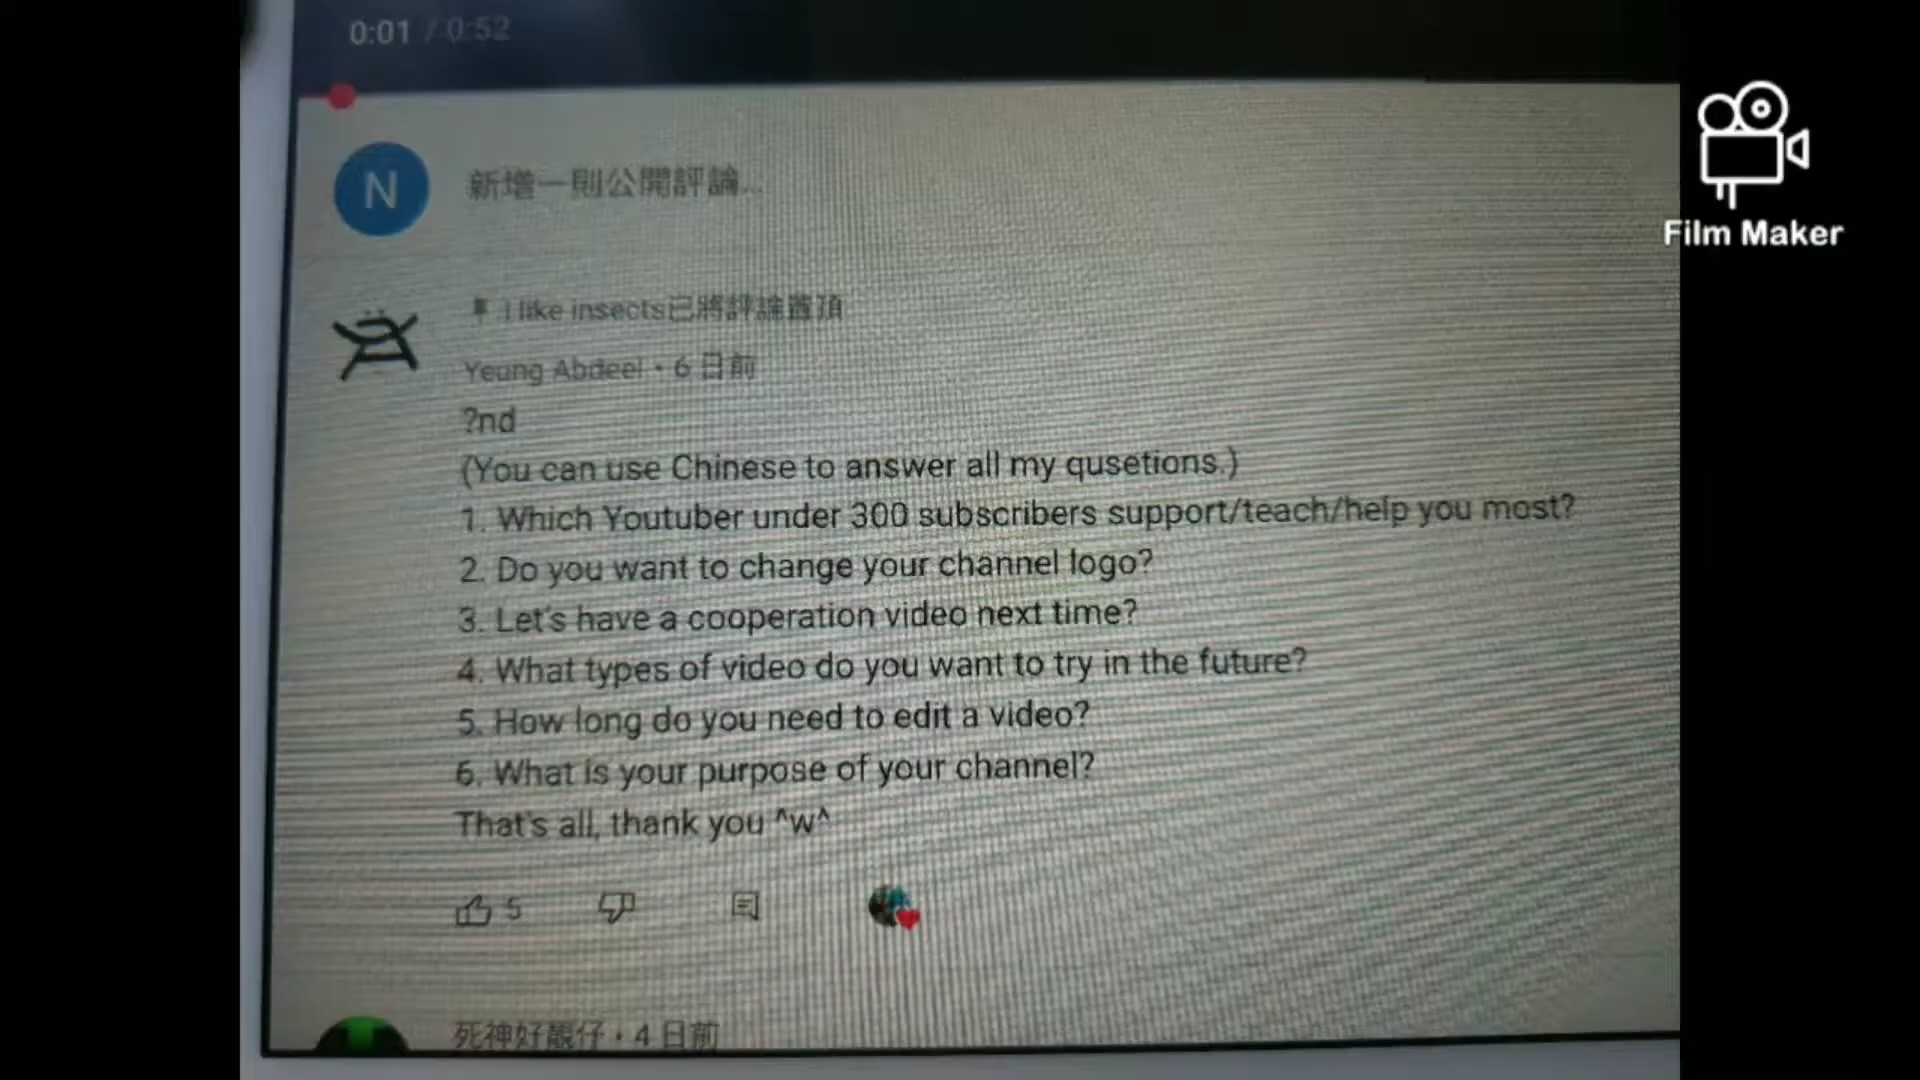 0:01 / 0:52
N
新增一則公開評論...
I like insects已將評論置頂
Yeung Abdeel • 6 日前
?nd
(You can use Chinese to answer all my qusetions.)
1. Which Youtuber under 300 subscribers support/teach/help you most?
2. Do you want to change your channel logo?
3. Let's have a cooperation video next time?
4. What types of video do you want to try in the future?
5. How long do you need to edit a video?
6. What is your purpose of your channel?
That's all, thank you ^w^
5
死神好靚仔 • 4 日前
Film Maker